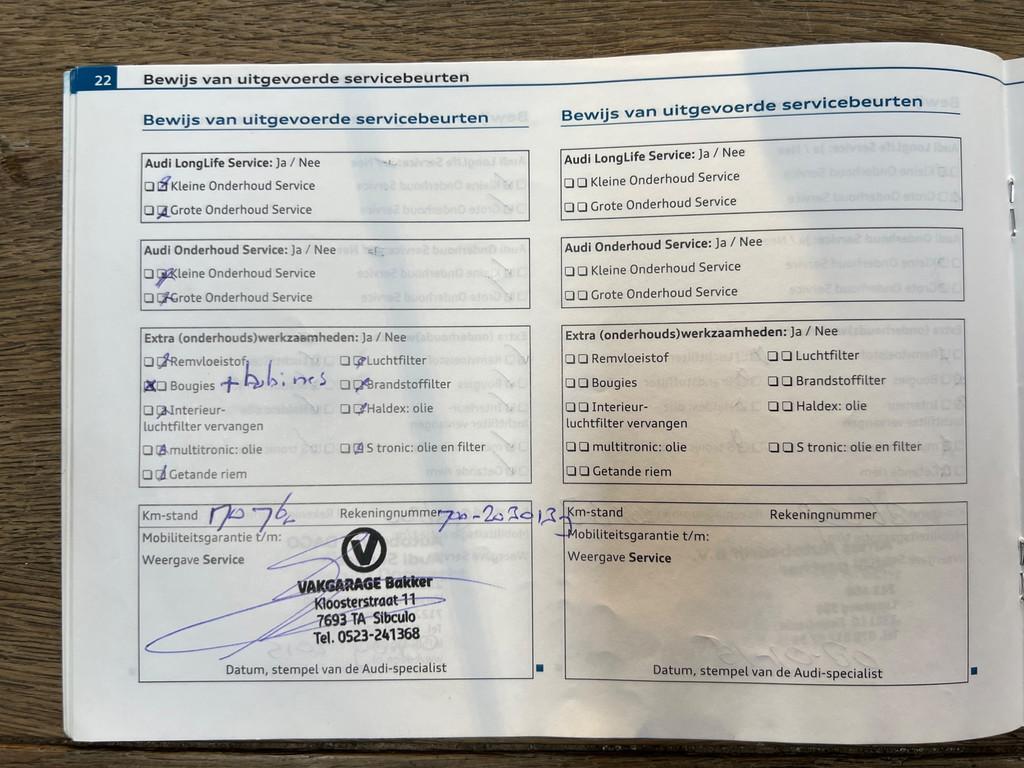 22 Bewijs van uitgevoerde servicebeurten
Bewijs van uitgevoerde servicebeurten
Audi LongLife Service: Ja / Nee
Kleine Onderhoud Service
Grote Onderhoud Service
Audi Onderhoud Service: Ja / Nee
Kleine Onderhoud Service
Grote Onderhoud Service
Extra (onderhouds)werkzaamheden: Ja / Nee
Remvloeistof Luchtfilter
Bougies + bobines Brandstoffilter
Interieur- Haldex: olie
luchtfilter vervangen
multitronic: olie S tronic: olie en filter
Getande riem
Km-stand Rekeningnummer
Mobiliteitsgarantie t/m:
Weergave Service
V
VAKGARAGE Bakker
Kloosterstraat 11
7693 TA Sibculo
Tel. 0523-241368
Datum, stempel van de Audi-specialist
Bewijs van uitgevoerde servicebeurten
Audi LongLife Service: Ja / Nee
Kleine Onderhoud Service
Grote Onderhoud Service
Audi Onderhoud Service: Ja / Nee
Kleine Onderhoud Service
Grote Onderhoud Service
Extra (onderhouds)werkzaamheden: Ja / Nee
Remvloeistof Luchtfilter
Bougies Brandstoffilter
Interieur- Haldex: olie
luchtfilter vervangen
multitronic: olie S tronic: olie en filter
Getande riem
Km-stand Rekeningnummer
Mobiliteitsgarantie t/m:
Weergave Service
Datum, stempel van de Audi-specialist